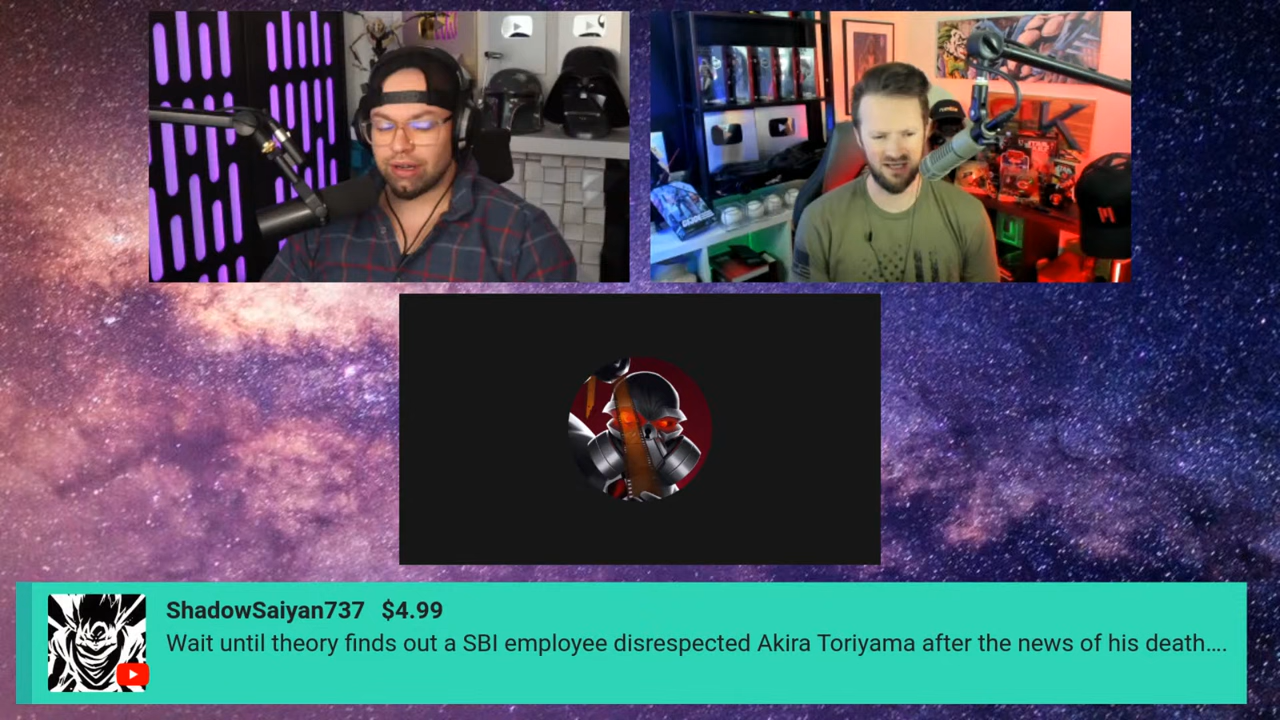 ShadowSaiyan737 $4.99
Wait until theory finds out a SBI employee disrespected Akira Toriyama after the news of his death....